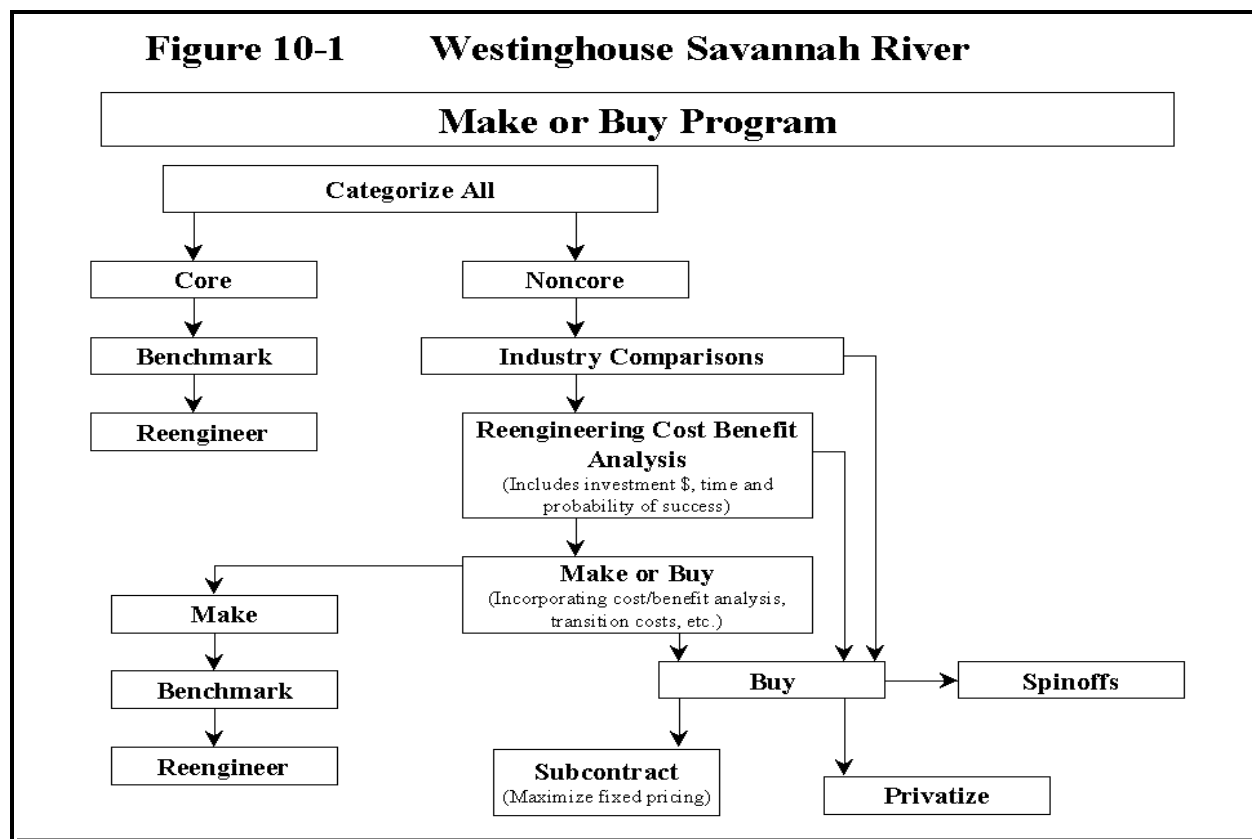 Figure 10-1 Westinghouse Savannah River
Make or Buy Program
Categorize All
Core
Noncore
Benchmark
Industry Comparisons
Reengineer
Reengineering Cost Benefit
Analysis
(Includes investment $, time and
probability of success)
Make or Buy
(Incorporating cost/benefit analysis,
transition costs, etc.)
Make
Benchmark
Buy
Spinoffs
Reengineer
Subcontract
(Maximize fixed pricing)
Privatize